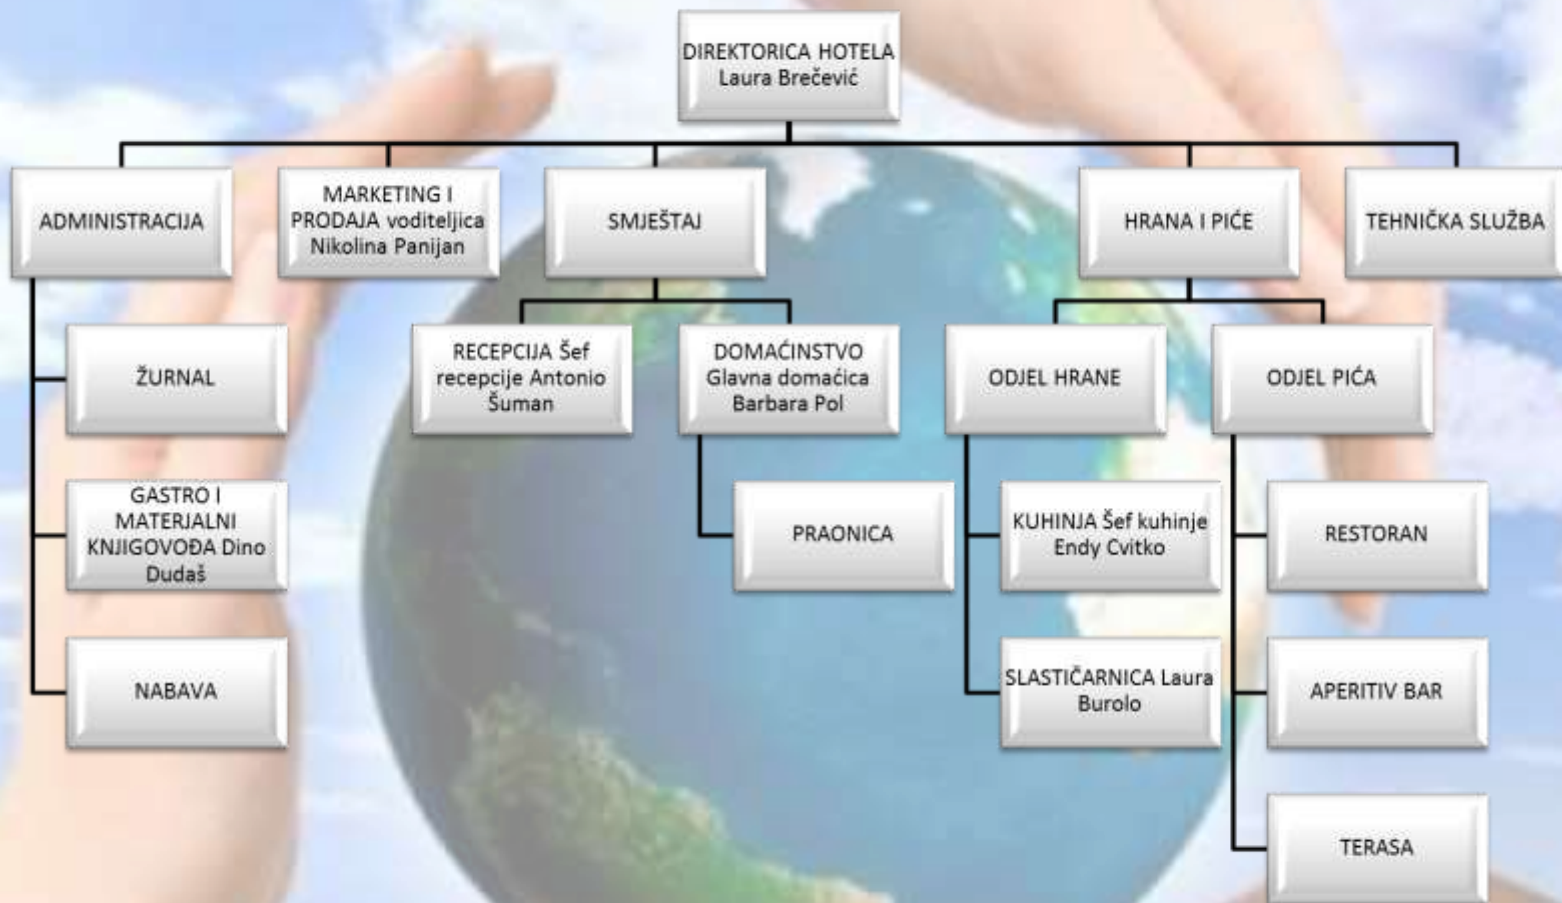 DIREKTORICA HOTELA
Laura Brečević
ADMINISTRACIJA
MARKETING I
PRODAJA voditeljica
Nikolina Panijan
SMJEŠTAJ
HRANA I PIĆE
TEHNIČKA SLUŽBA
ŽURNAL
RECEPCIJA Šef
recepcije Antonio
Šuman
DOMAĆINSTVO
Glavna domaćica
Barbara Pol
ODJEL HRANE
ODJEL PIĆA
GASTRO I
MATERJALNI
KNJIGOVOĐA Dino
Dudaš
PRAONICA
KUHINJA Šef kuhinje
Endy Cvitko
RESTORAN
NABAVA
SLASTIČARNICA Laura
Burolo
APERITIV BAR
TERASA